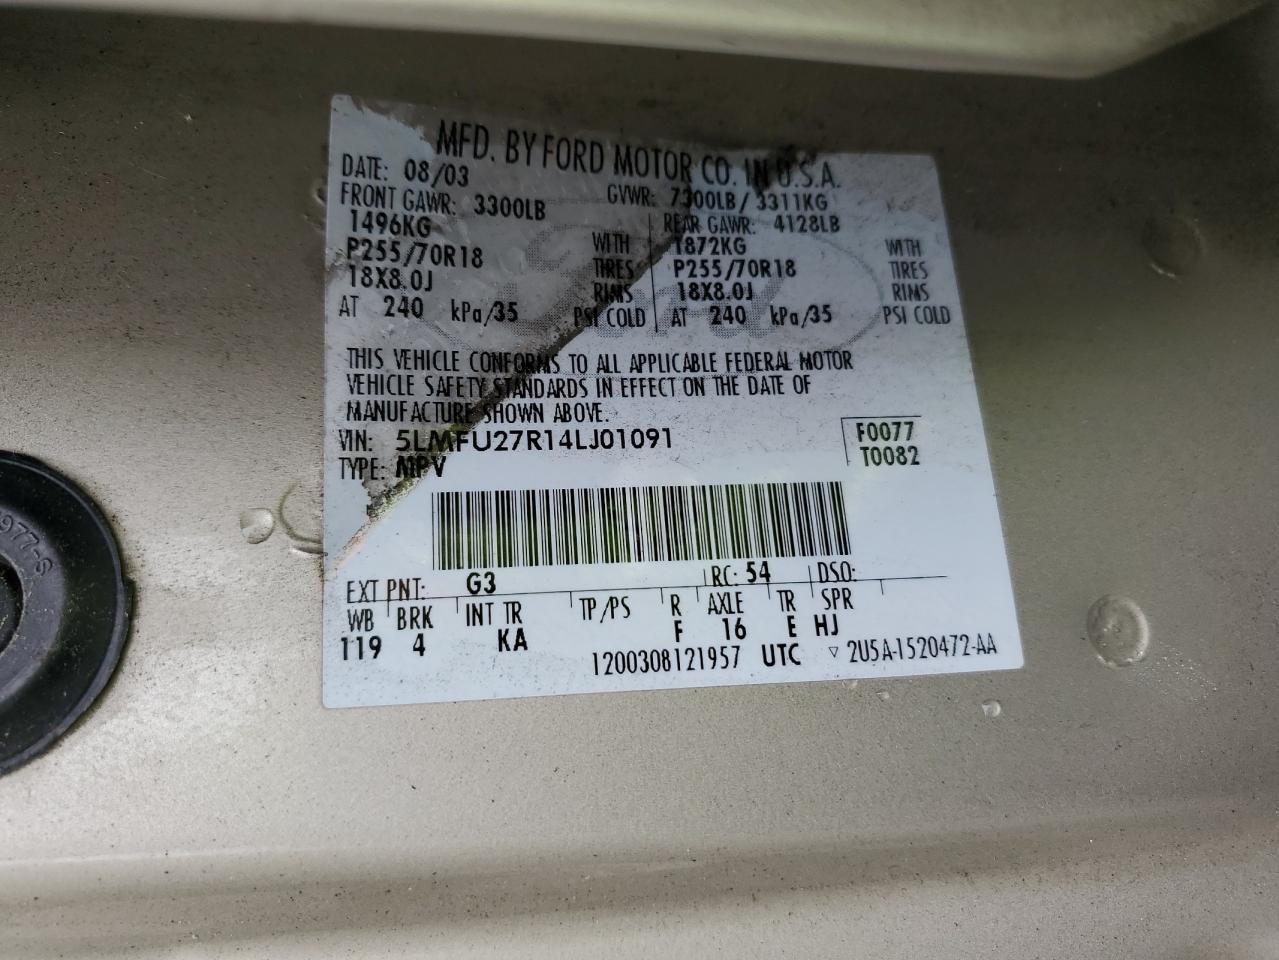 MFD. BY FORD MOTOR CO. IN U.S.A.
DATE: 08/03 GVWR: 7300LB / 3311KG
FRONT GAWR: 3300LB REAR GAWR: 4128LB
1496KG WITH 1872KG WITH
P255/70R18 TIRES P255/70R18 TIRES
18X8.0J RIMS 18X8.0J RIMS
AT 240 kPa/35 PSI COLD AT 240 kPa/35 PSI COLD
THIS VEHICLE CONFORMS TO ALL APPLICABLE FEDERAL MOTOR
VEHICLE SAFETY STANDARDS IN EFFECT ON THE DATE OF
MANUFACTURE SHOWN ABOVE.
VIN: 5LMFU27R14LJ01091 F0077
TYPE: MPV T0082
EXT PNT: G3 RC: 54 DSO:
WB BRK INT TR TP/PS R AXLE TR SPR
119 4 KA F 16 E HJ
1200308121957 UTC ▽ 2U5A-1520472-AA
977-S